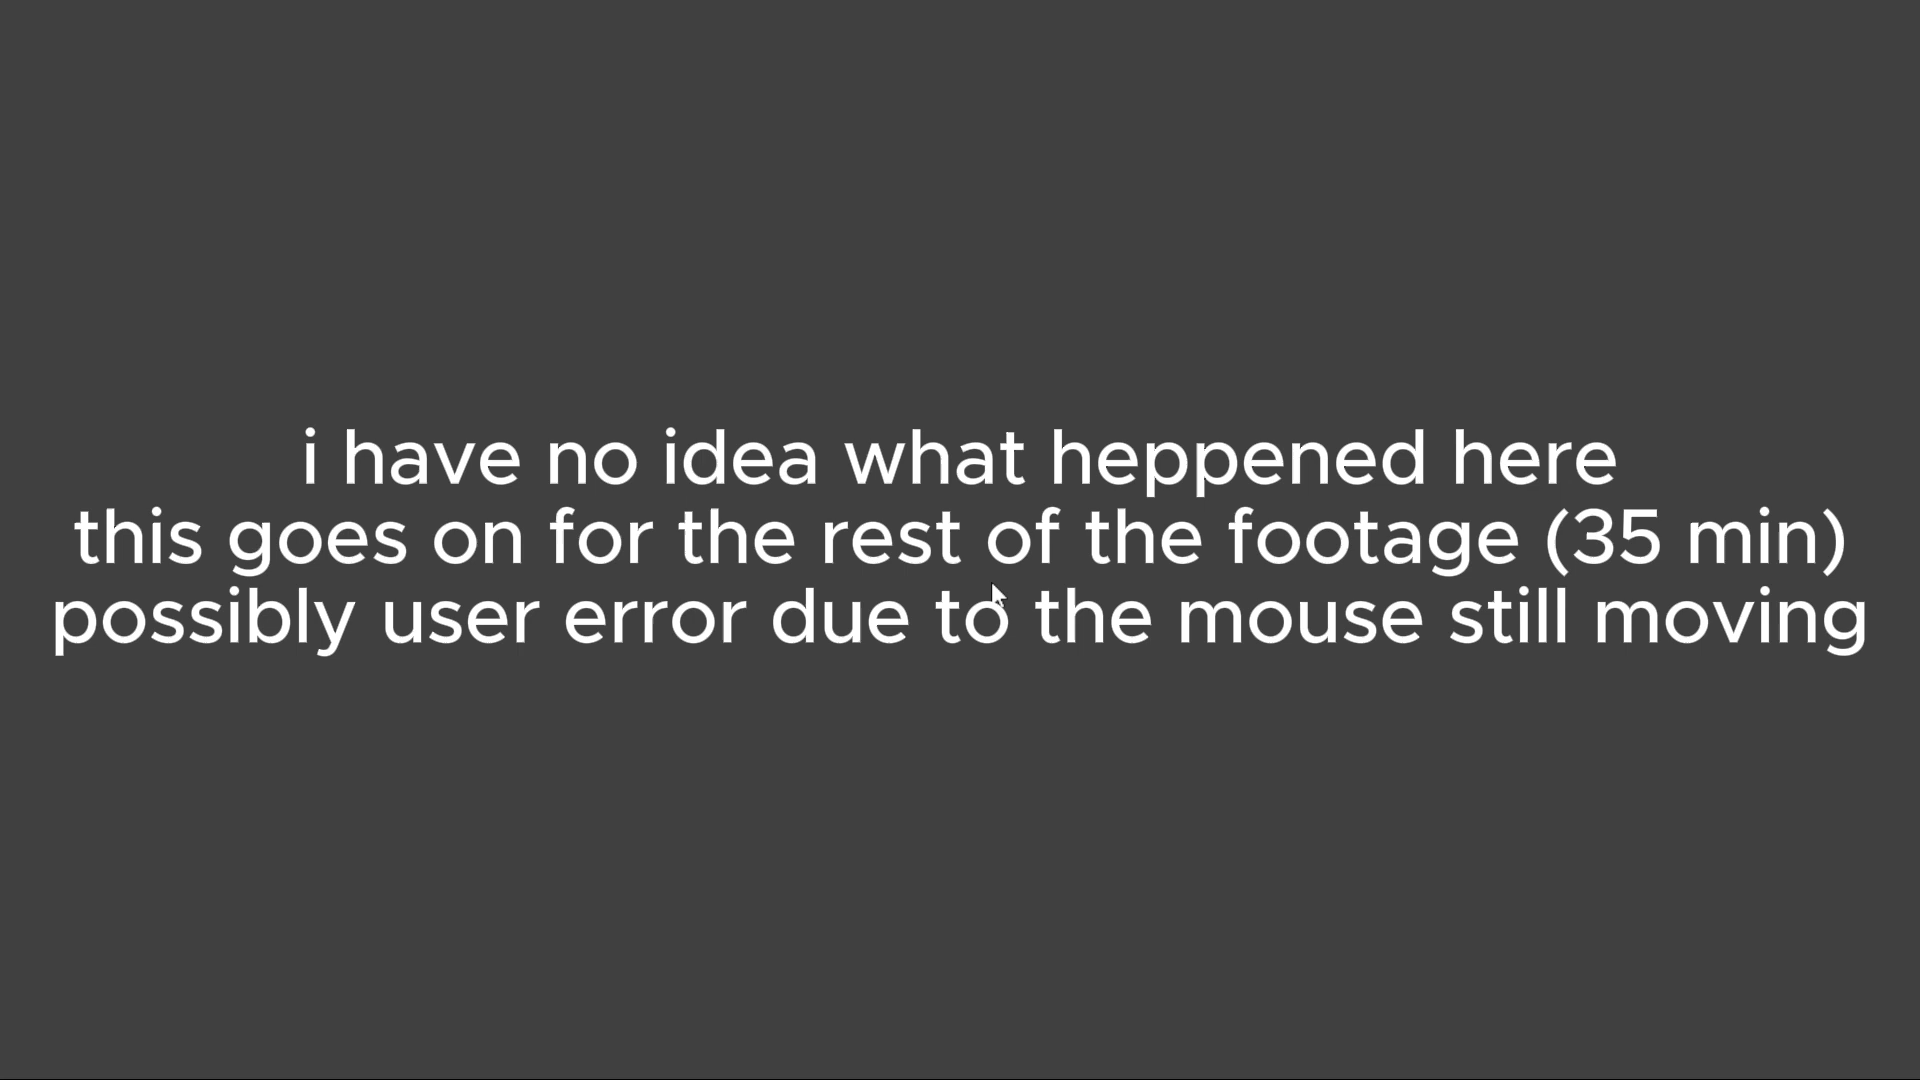 i have no idea what heppened here
this goes on for the rest of the footage (35 min)
possibly user error due to the mouse still moving